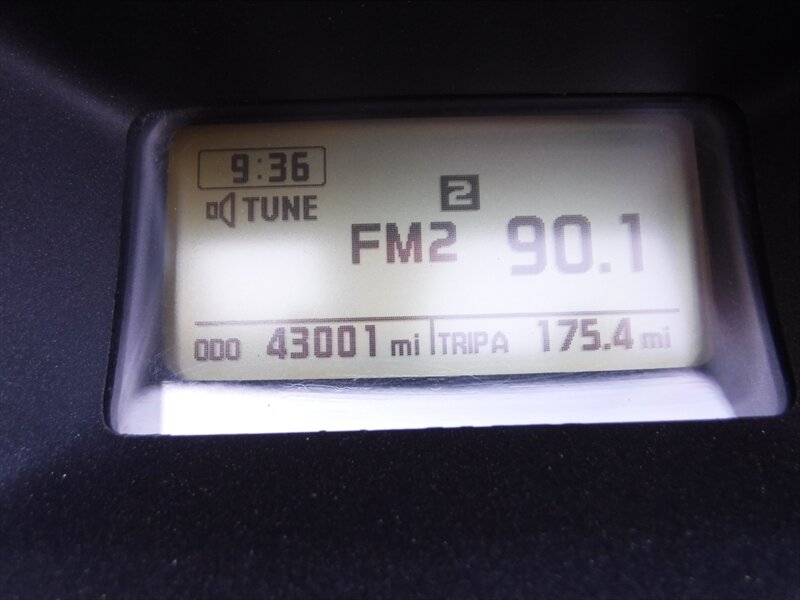 9:36
2
TUNE
FM2 90.1
ODO 43001 mi TRIPA 175.4 mi